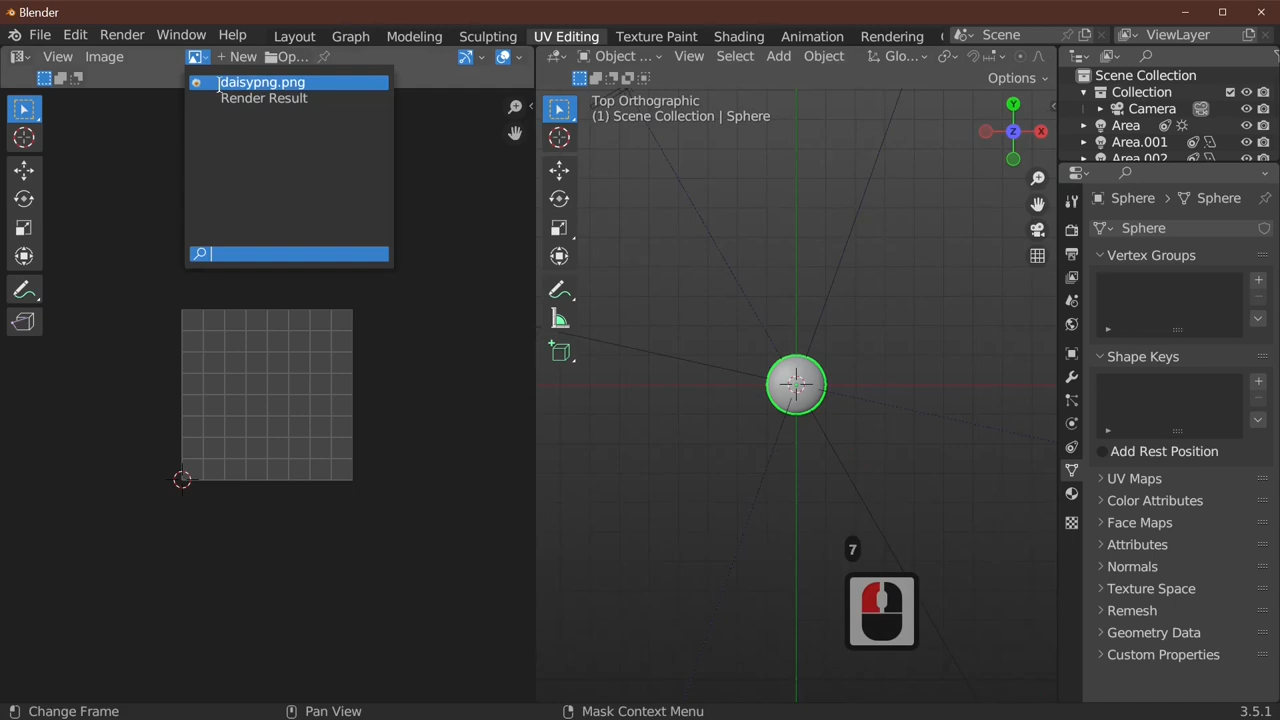 Blender
File Edit Render Window Help Layout Graph Modeling Sculpting UV Editing Texture Paint Shading Animation Rendering Scene ViewLayer
View Image + New Op... Object ... View Select Add Object Glo...
daisypng.png
Render Result
Options
Top Orthographic
(1) Scene Collection | Sphere
Y
Z
X
Scene Collection
Collection
Camera
Area
Area.001
Area.002
Sphere > Sphere
Sphere
Vertex Groups
Shape Keys
Add Rest Position
UV Maps
Color Attributes
Face Maps
Attributes
Normals
Texture Space
Remesh
Geometry Data
Custom Properties
7
Change Frame Pan View Mask Context Menu 3.5.1